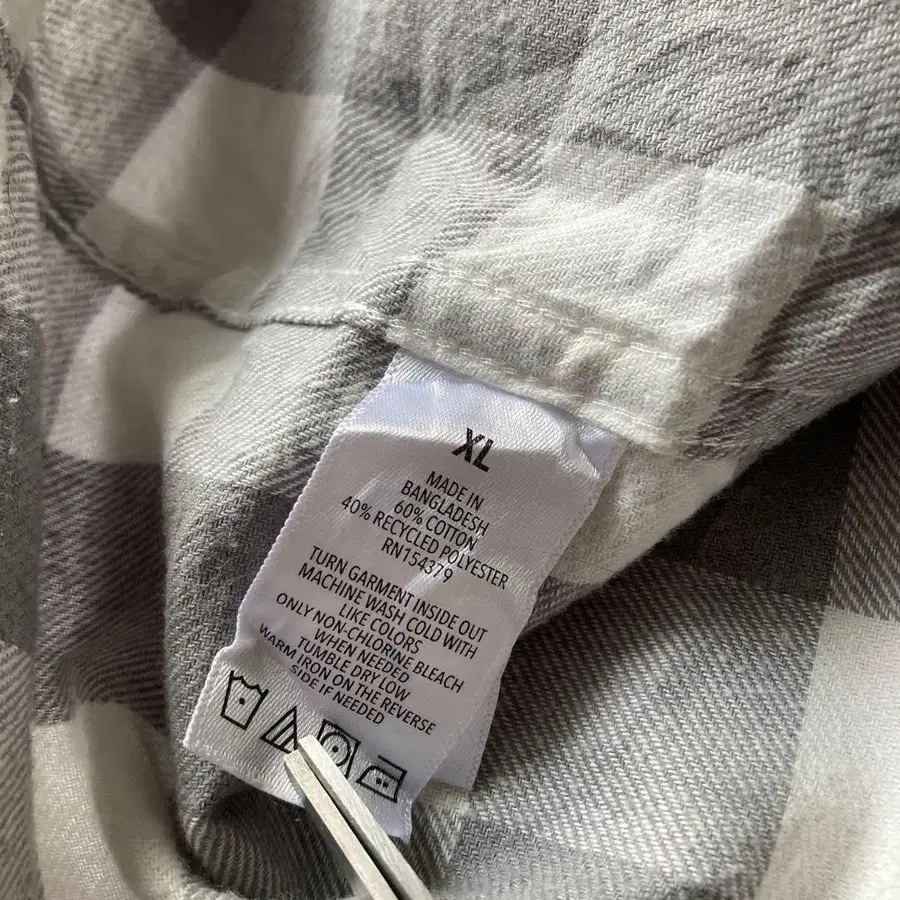 XL
MADE IN
BANGLADESH
60% COTTON
40% RECYCLED POLYESTER
RN154379
TURN GARMENT INSIDE OUT
MACHINE WASH COLD WITH
LIKE COLORS
ONLY NON-CHLORINE BLEACH
WHEN NEEDED
TUMBLE DRY LOW
WARM IRON ON THE REVERSE
SIDE IF NEEDED